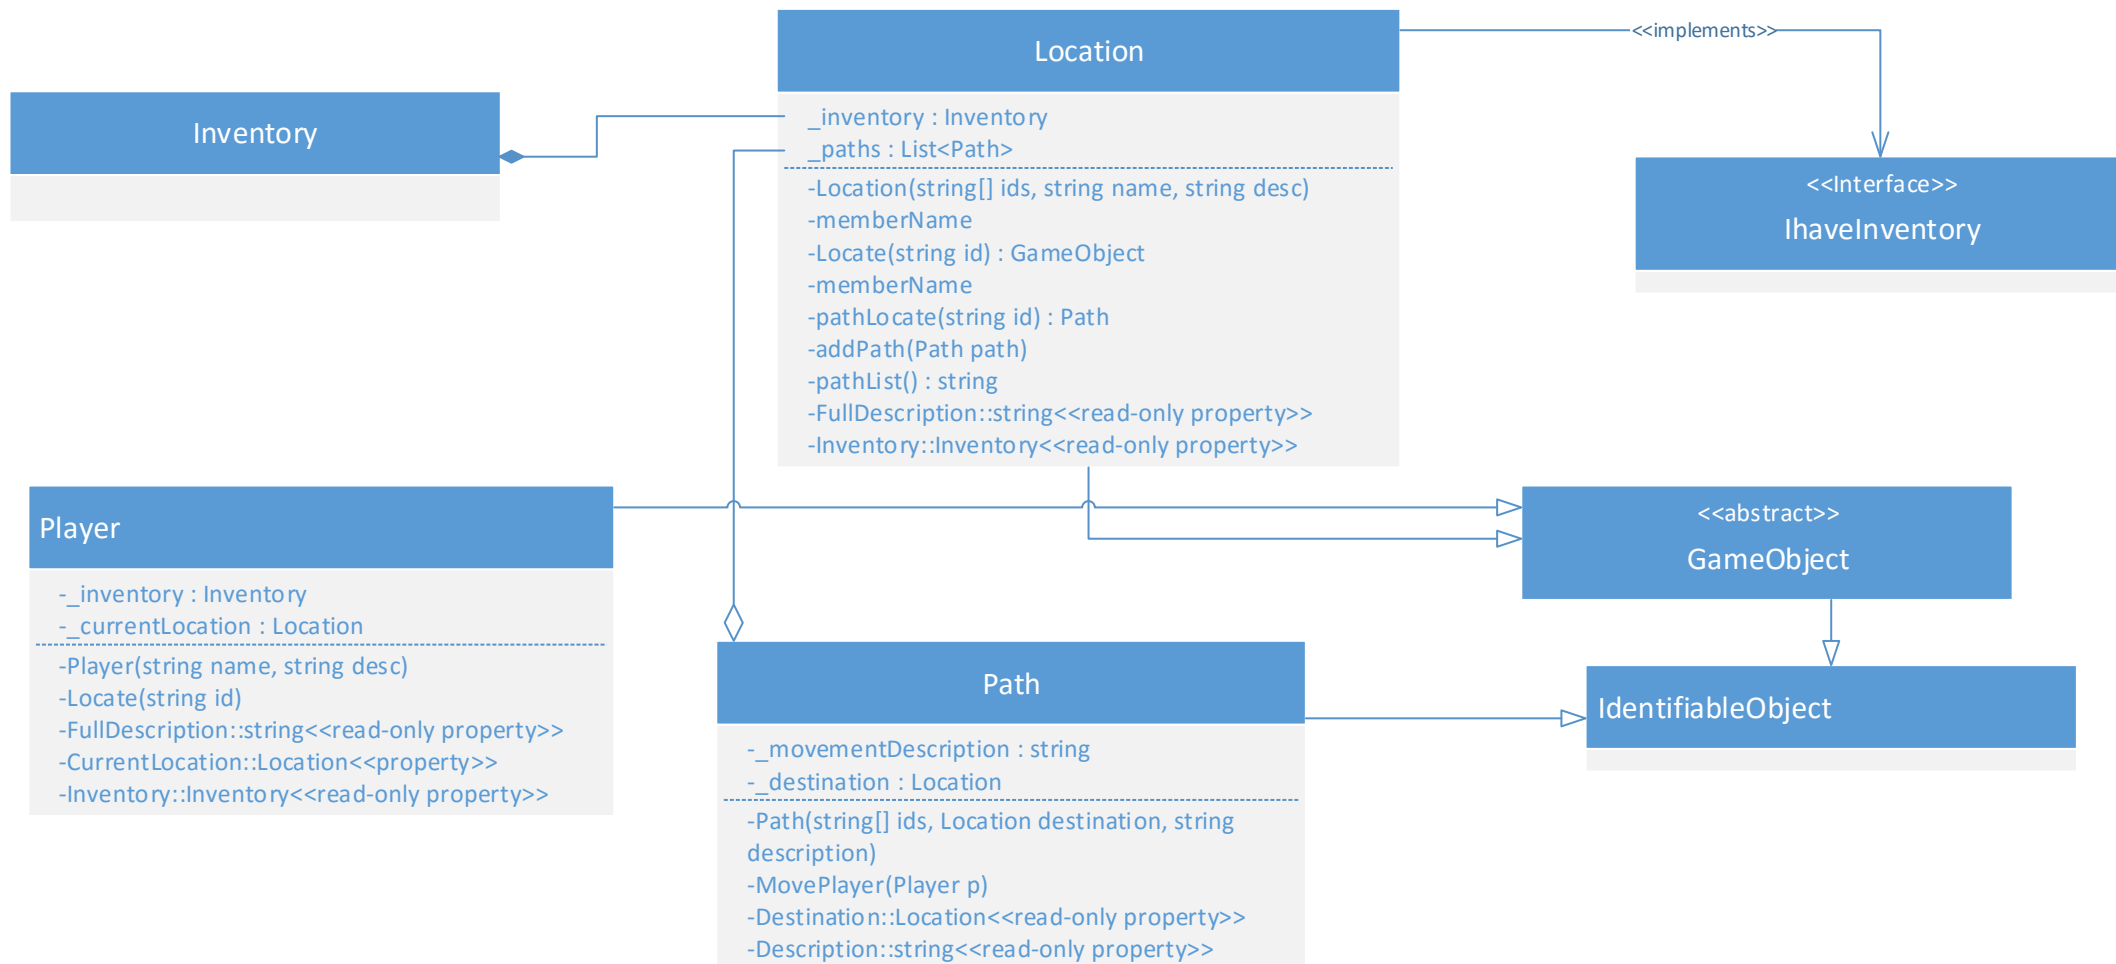 Location
_inventory : Inventory
_paths : List<Path>
-Location(string[] ids, string name, string desc)
-memberName
-Locate(string id) : GameObject
-memberName
-pathLocate(string id) : Path
-addPath(Path path)
-pathList() : string
-FullDescription::string<<read-only property>>
-Inventory::Inventory<<read-only property>>
<<implements>>
Inventory
<<Interface>>
IhaveInventory
Player
-_inventory : Inventory
-_currentLocation : Location
-Player(string name, string desc)
-Locate(string id)
-FullDescription::string<<read-only property>>
-CurrentLocation::Location<<property>>
-Inventory::Inventory<<read-only property>>
<<abstract>>
GameObject
Path
-_movementDescription : string
-_destination : Location
-Path(string[] ids, Location destination, string
description)
-MovePlayer(Player p)
-Destination::Location<<read-only property>>
-Description::string<<read-only property>>
IdentifiableObject